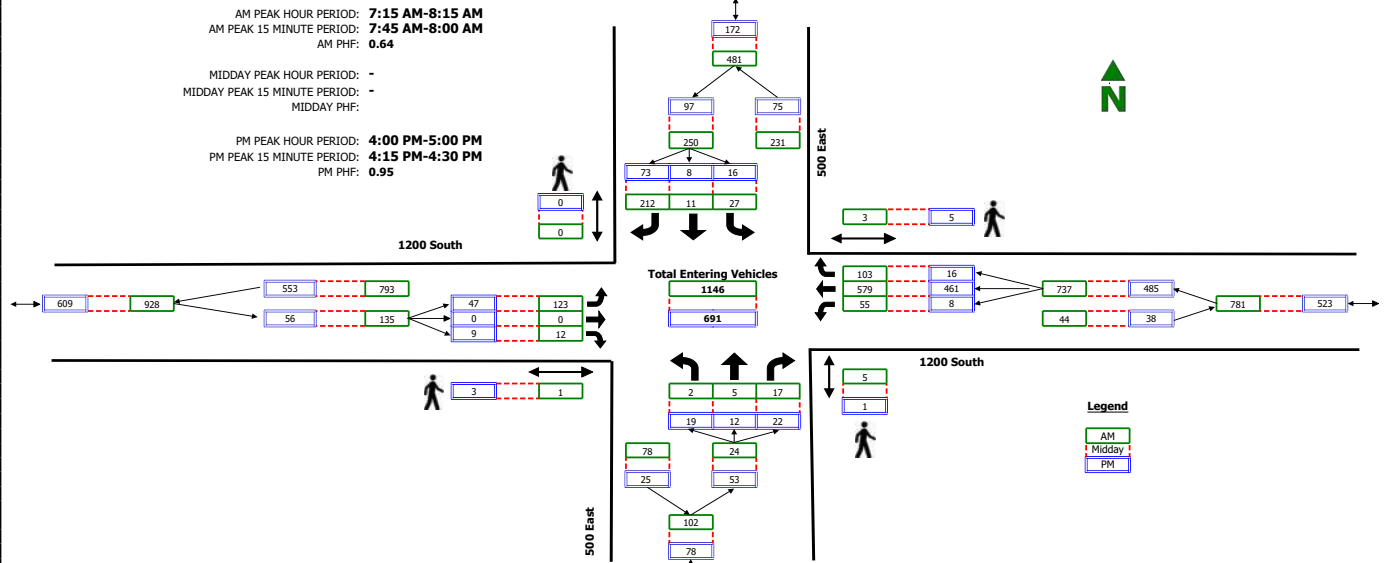 AM PEAK HOUR PERIOD: 7:15 AM-8:15 AM
AM PEAK 15 MINUTE PERIOD: 7:45 AM-8:00 AM
AM PHF: 0.64
MIDDAY PEAK HOUR PERIOD: -
MIDDAY PEAK 15 MINUTE PERIOD: -
MIDDAY PHF:
PM PEAK HOUR PERIOD: 4:00 PM-5:00 PM
PM PEAK 15 MINUTE PERIOD: 4:15 PM-4:30 PM
PM PHF: 0.95
172
481
97 75
250 231
73 8 16
212 11 27
N
500 East
0
0
3 5
1200 South
Total Entering Vehicles
1146
691
553 793
609 928
56 135
47 123
0 0
9 12
103 16
579 461
55 8
737 485
44 38
781 523
1200 South
3 1
2 5 17
19 12 22
5
1
78 24
25 53
102
78
500 East
Legend
AM
Midday
PM